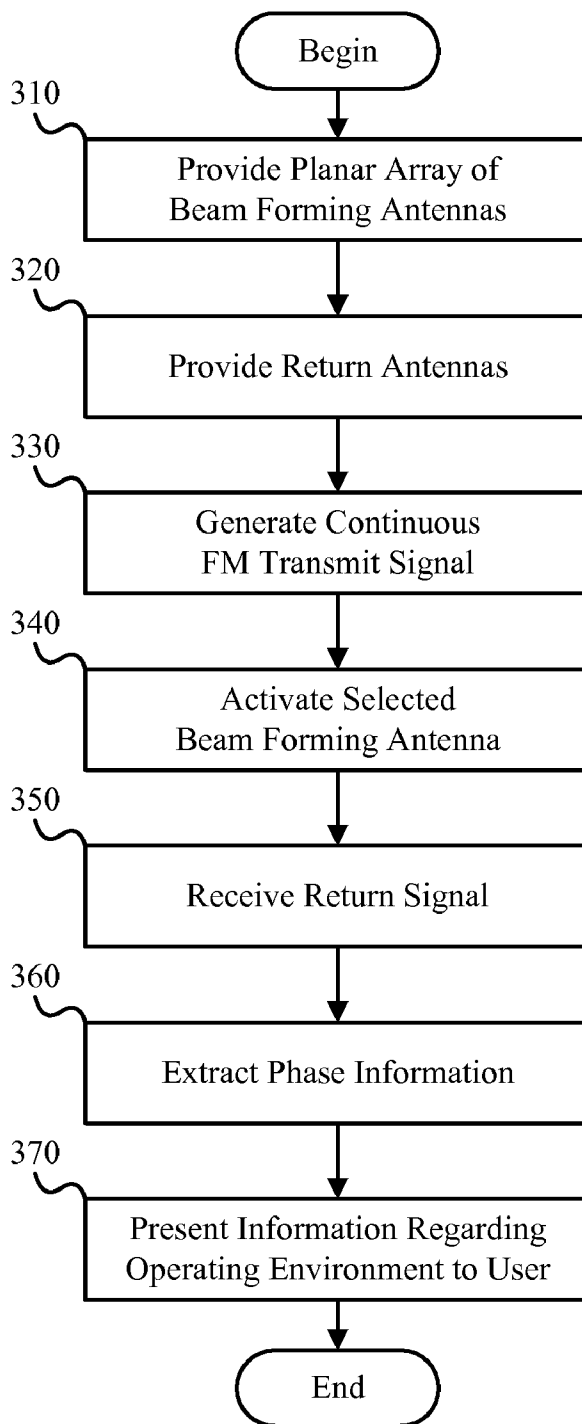 Begin
310
Provide Planar Array of
Beam Forming Antennas
320
Provide Return Antennas
330
Generate Continuous
FM Transmit Signal
340
Activate Selected
Beam Forming Antenna
350
Receive Return Signal
360
Extract Phase Information
370
Present Information Regarding
Operating Environment to User
End